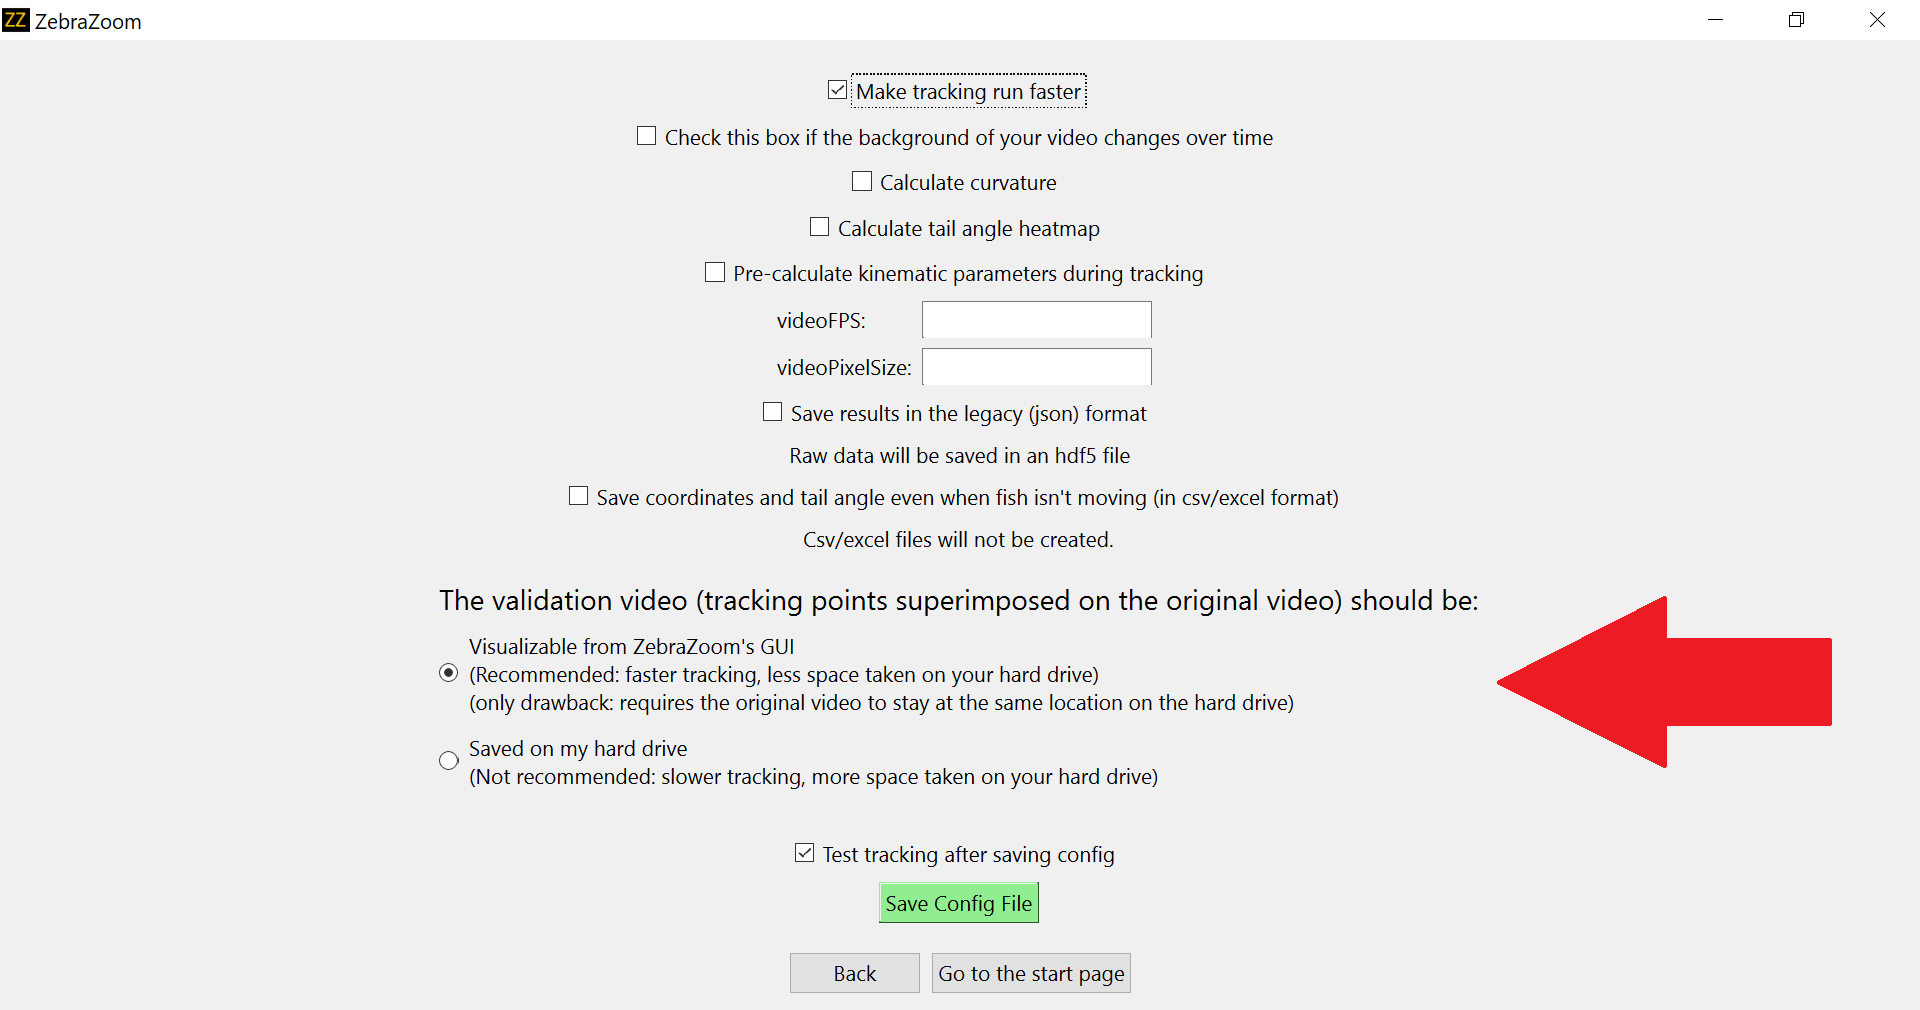 ZZ ZebraZoom
Make tracking run faster
Check this box if the background of your video changes over time
Calculate curvature
Calculate tail angle heatmap
Pre-calculate kinematic parameters during tracking
videoFPS:
videoPixelSize:
Save results in the legacy (json) format
Raw data will be saved in an hdf5 file
Save coordinates and tail angle even when fish isn't moving (in csv/excel format)
Csv/excel files will not be created.
The validation video (tracking points superimposed on the original video) should be:
Visualizable from ZebraZoom's GUI
(Recommended: faster tracking, less space taken on your hard drive)
(only drawback: requires the original video to stay at the same location on the hard drive)
Saved on my hard drive
(Not recommended: slower tracking, more space taken on your hard drive)
Test tracking after saving config
Save Config File
Back
Go to the start page